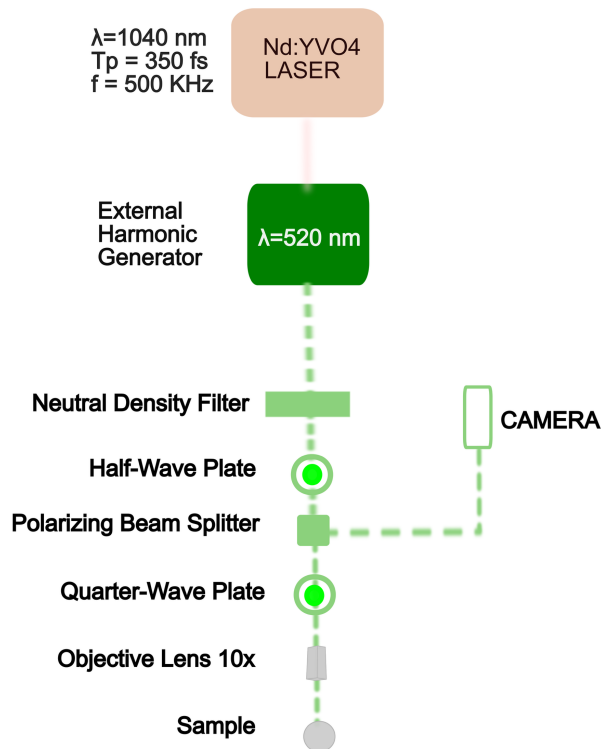 λ=1040 nm
Tp = 350 fs
f = 500 KHz
Nd:YVO4
LASER
External
Harmonic
Generator
λ=520 nm
Neutral Density Filter
CAMERA
Half-Wave Plate
Polarizing Beam Splitter
Quarter-Wave Plate
Objective Lens 10x
Sample